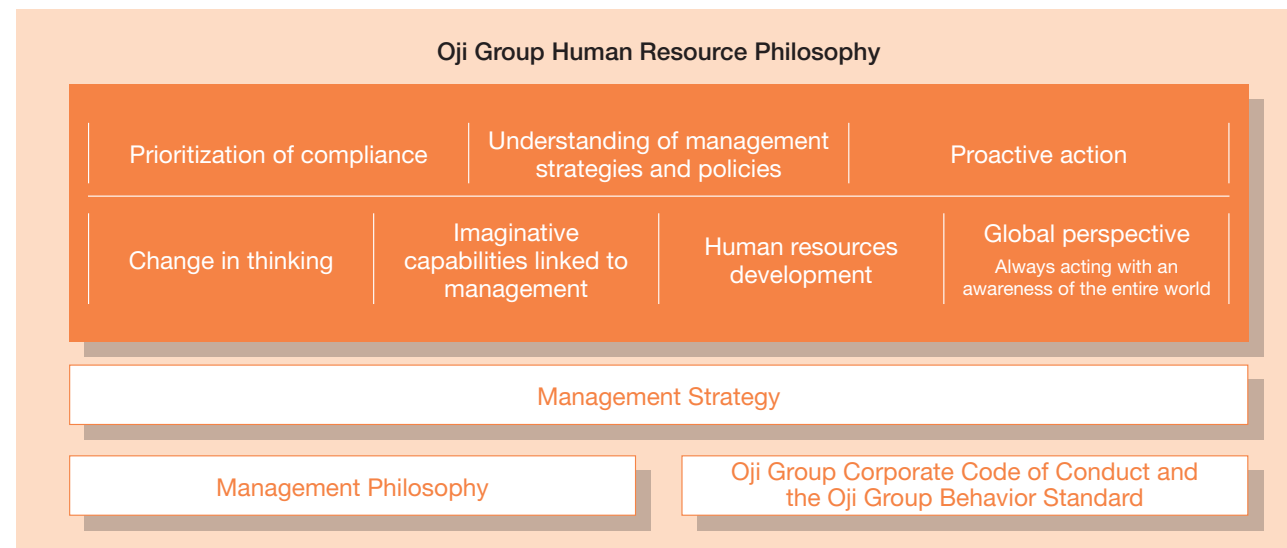 Oji Group Human Resource Philosophy
Prioritization of compliance
Understanding of management
strategies and policies
Proactive action
Change in thinking
Imaginative
capabilities linked to
management
Human resources
development
Global perspective
Always acting with an
awareness of the entire world
Management Strategy
Management Philosophy
Oji Group Corporate Code of Conduct and
the Oji Group Behavior Standard